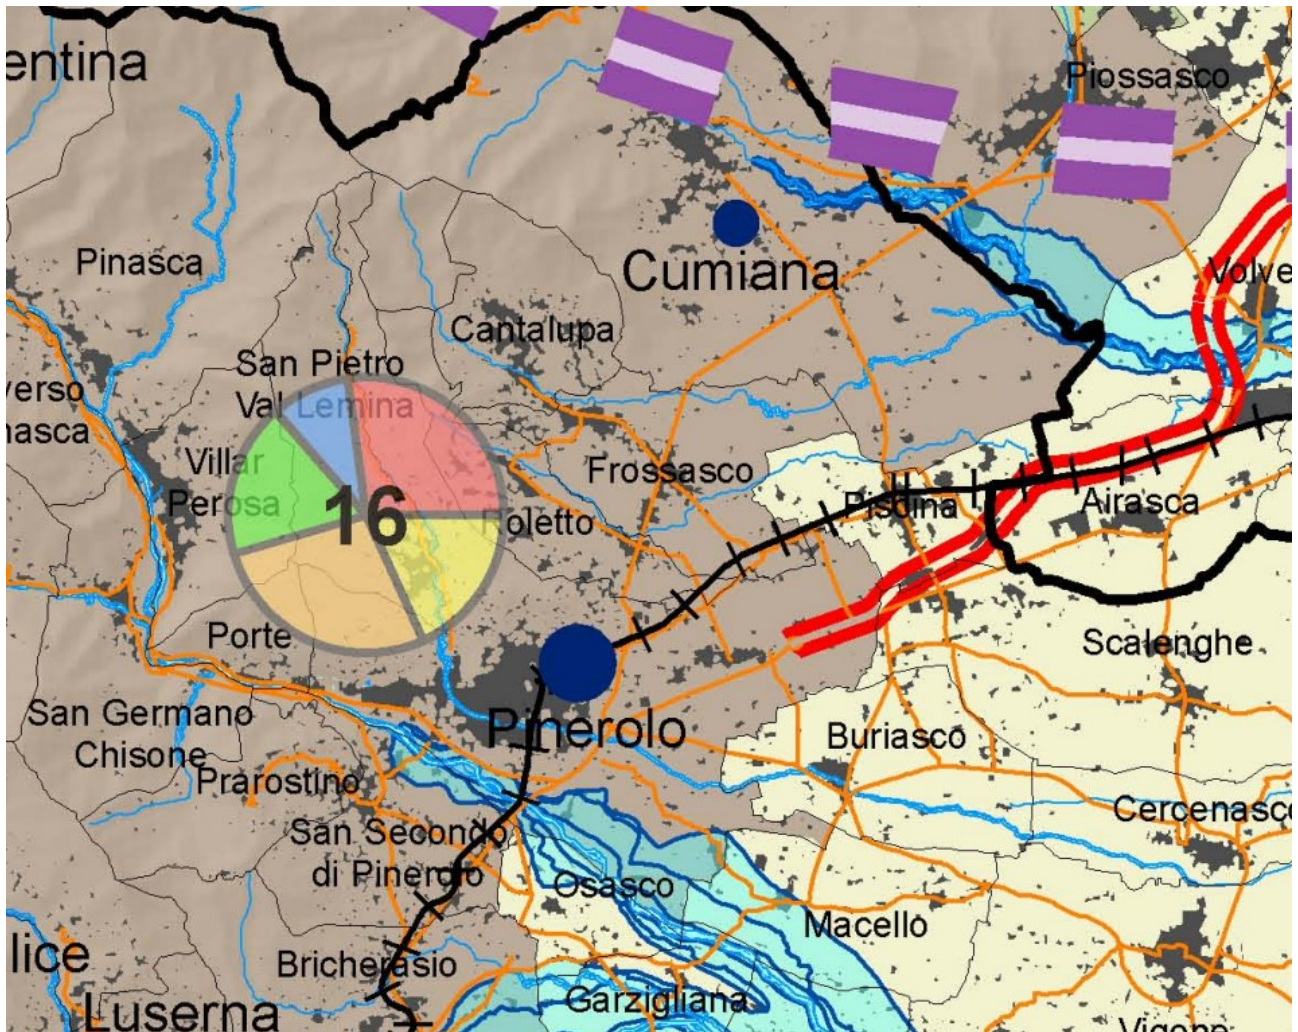 entina
Piossasco
Pinasca
Cumiana
Volve
Cantalupa
San Pietro
Val Lemina
verso
nasca
Villar
Perosa
Frossasco
16
Roletto
Piscina
Airasca
Porte
Scalenghe
San Germano
Chisone
Pinerolo
Buriasco
Prarostino
Cercenasco
San Secondo
di Pinerolo
Osasco
Macello
lice
Bricherasio
Luserna
Garzigliana
Vigone